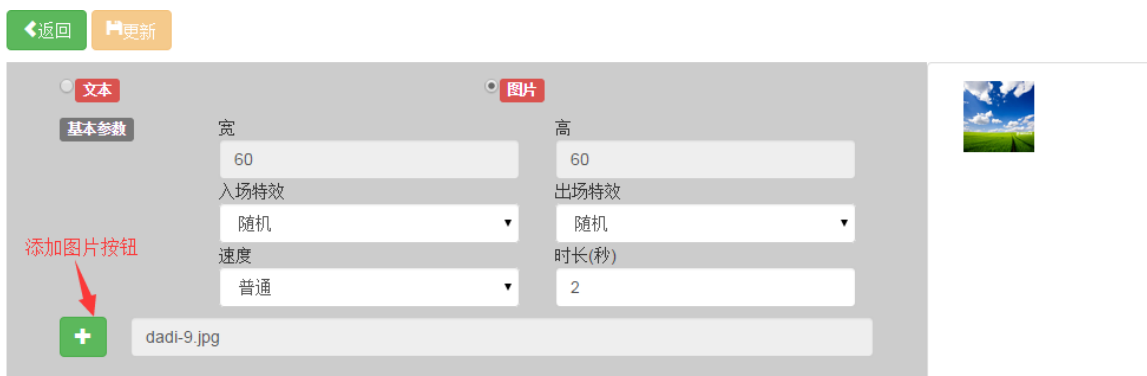 返回 更新
文本 图片
基本参数 宽 高
60 60
入场特效 出场特效
随机 随机
添加图片按钮
速度 时长(秒)
普通 2
dadi-9.jpg